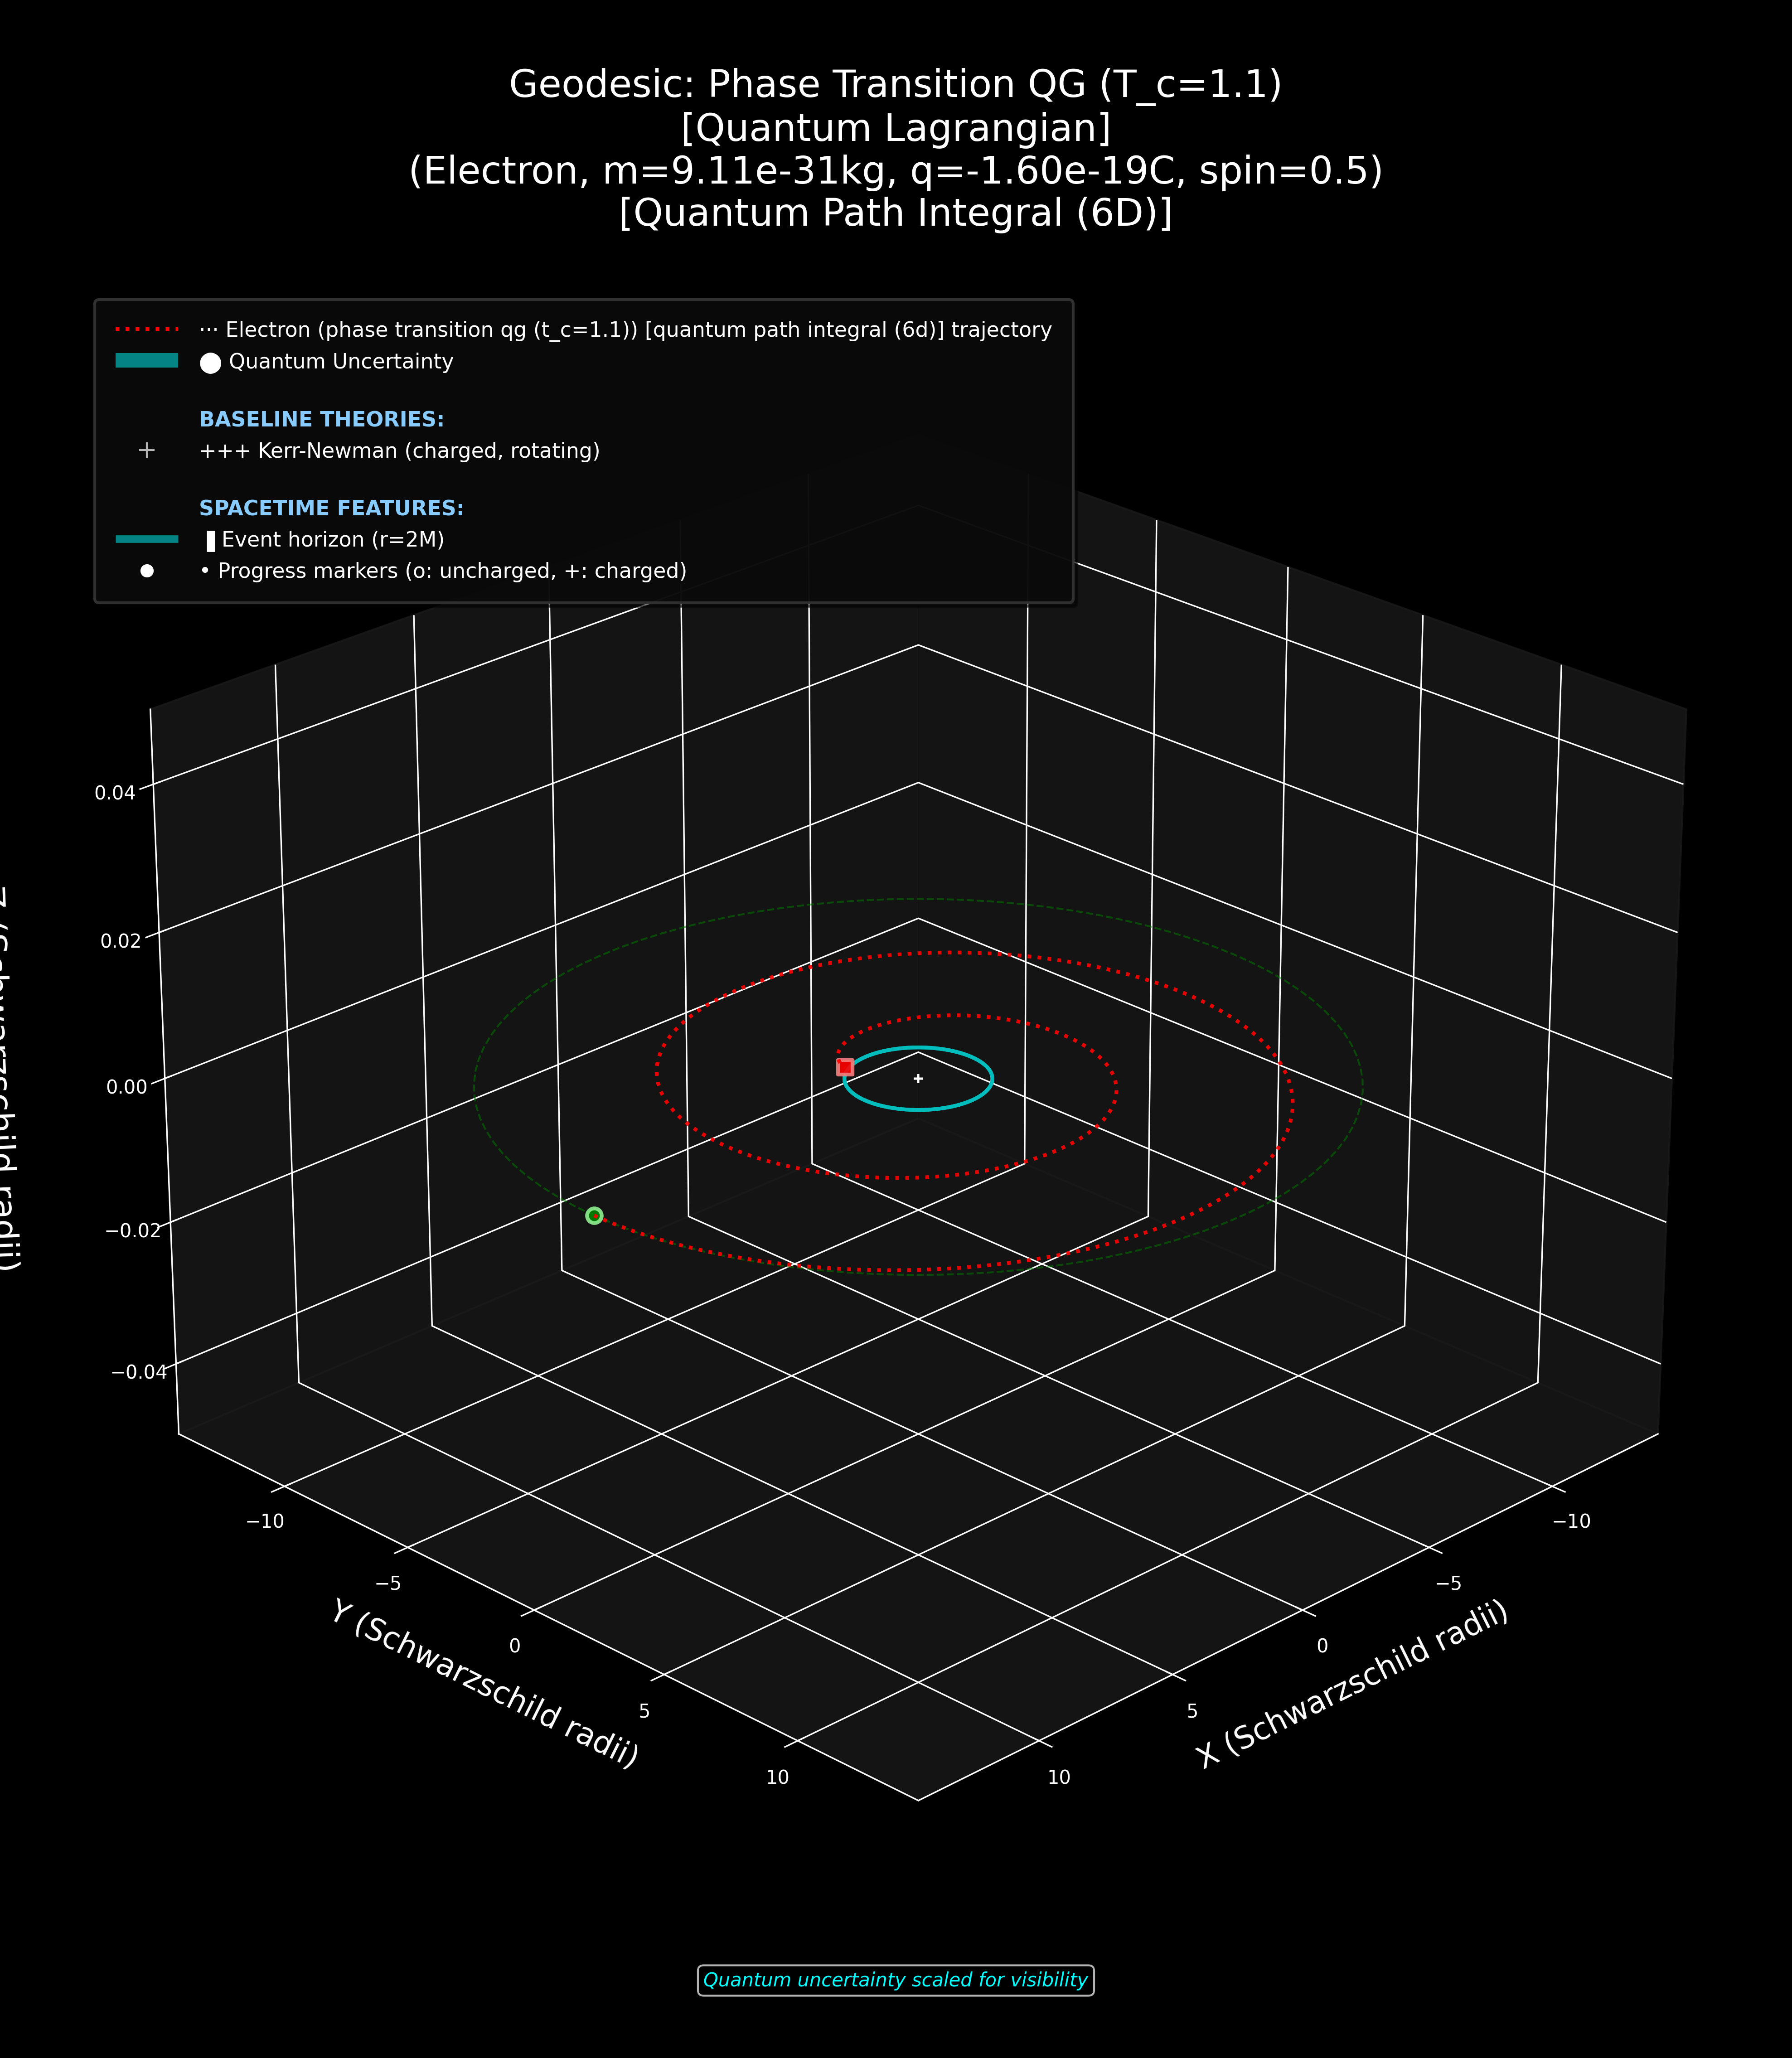 Geodesic: Phase Transition QG (T_c=1.1)
[Quantum Lagrangian]
(Electron, m=9.11e-31kg, q=-1.60e-19C, spin=0.5)
[Quantum Path Integral (6D)]
··· Electron (phase transition qg (t_c=1.1)) [quantum path integral (6d)] trajectory
● Quantum Uncertainty
BASELINE THEORIES:
+++ Kerr-Newman (charged, rotating)
SPACETIME FEATURES:
▮ Event horizon (r=2M)
• Progress markers (o: uncharged, +: charged)
0.04
0.02
0.00
−0.02
−0.04
−10
−5
0
5
10
Y (Schwarzschild radii)
−10
−5
0
5
10
X (Schwarzschild radii)
Quantum uncertainty scaled for visibility